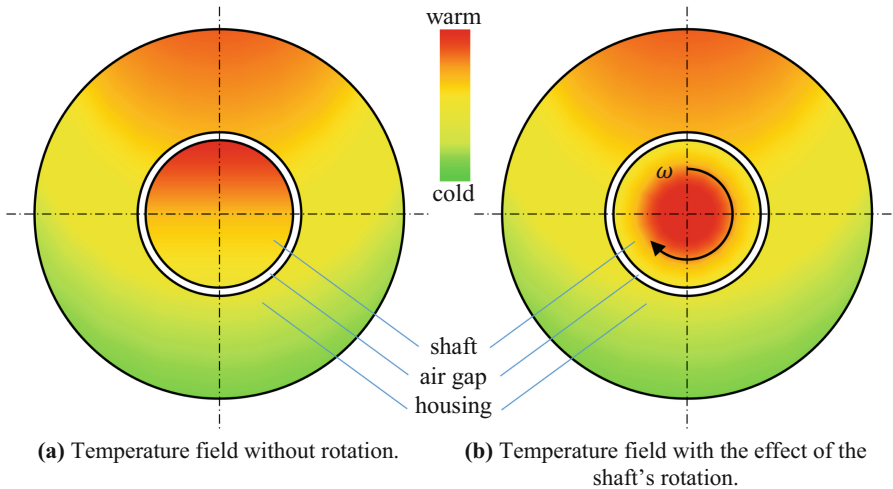 warm
cold
ω
shaft
air gap
housing
(a) Temperature field without rotation.
(b) Temperature field with the effect of the
shaft's rotation.